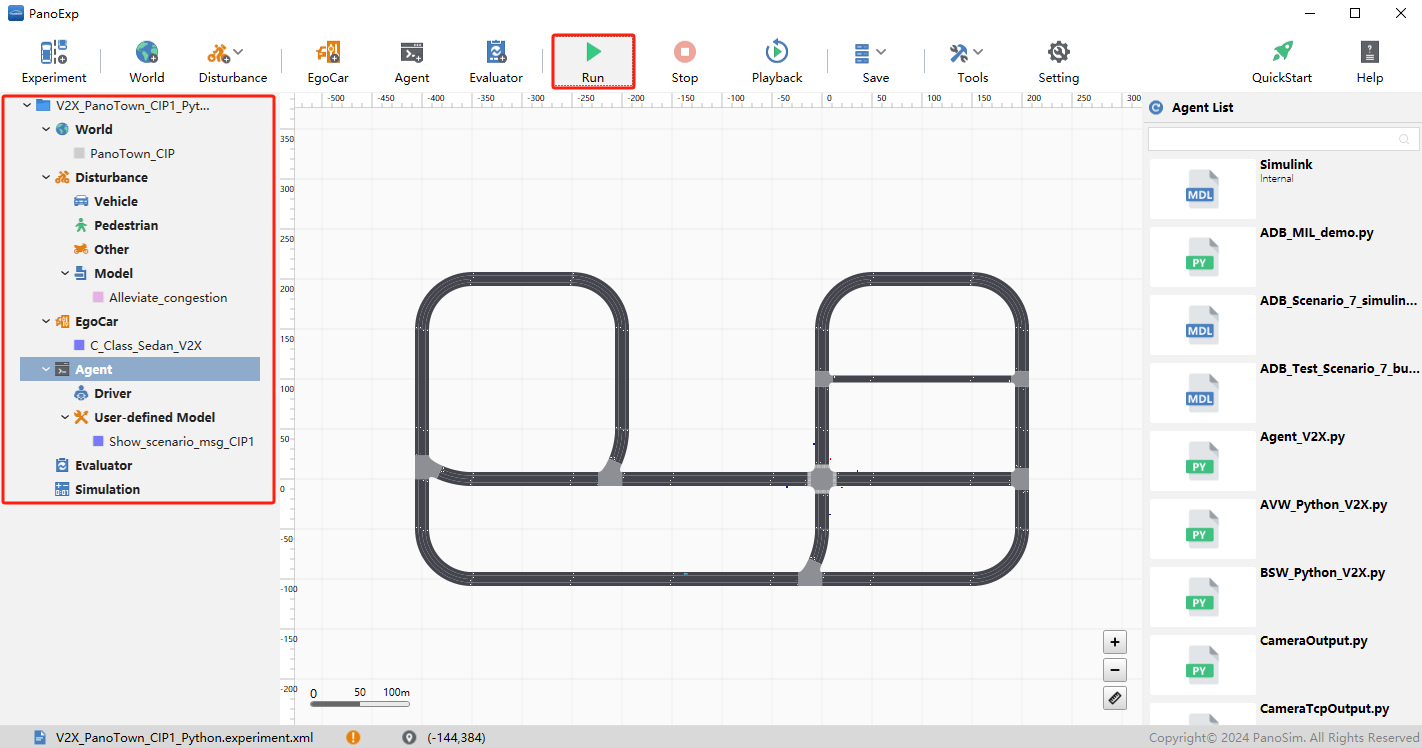 PanoExp
Experiment World Disturbance EgoCar Agent Evaluator Run Stop Playback Save Tools Setting QuickStart Help
V2X_PanoTown_CIP1_Pyt...
World
PanoTown_CIP
Disturbance
Vehicle
Pedestrian
Other
Model
Alleviate_congestion
EgoCar
C_Class_Sedan_V2X
Agent
Driver
User-defined Model
Show_scenario_msg_CIP1
Evaluator
Simulation
-500 -450 -400 -350 -300 -250 -200 -150 -100 -50 0 50 100 150 200 250 300
350
300
250
200
150
100
50
0
-50
-100
-150
-200
0 50 100m
+
−
Agent List
Simulink
Internal
MDL
ADB_MIL_demo.py
PY
ADB_Scenario_7_simulin...
MDL
ADB_Test_Scenario_7_bu...
MDL
Agent_V2X.py
PY
AVW_Python_V2X.py
PY
BSW_Python_V2X.py
PY
CameraOutput.py
PY
CameraTcpOutput.py
V2X_PanoTown_CIP1_Python.experiment.xml (-144,384) Copyright© 2024 PanoSim. All Rights Reserved